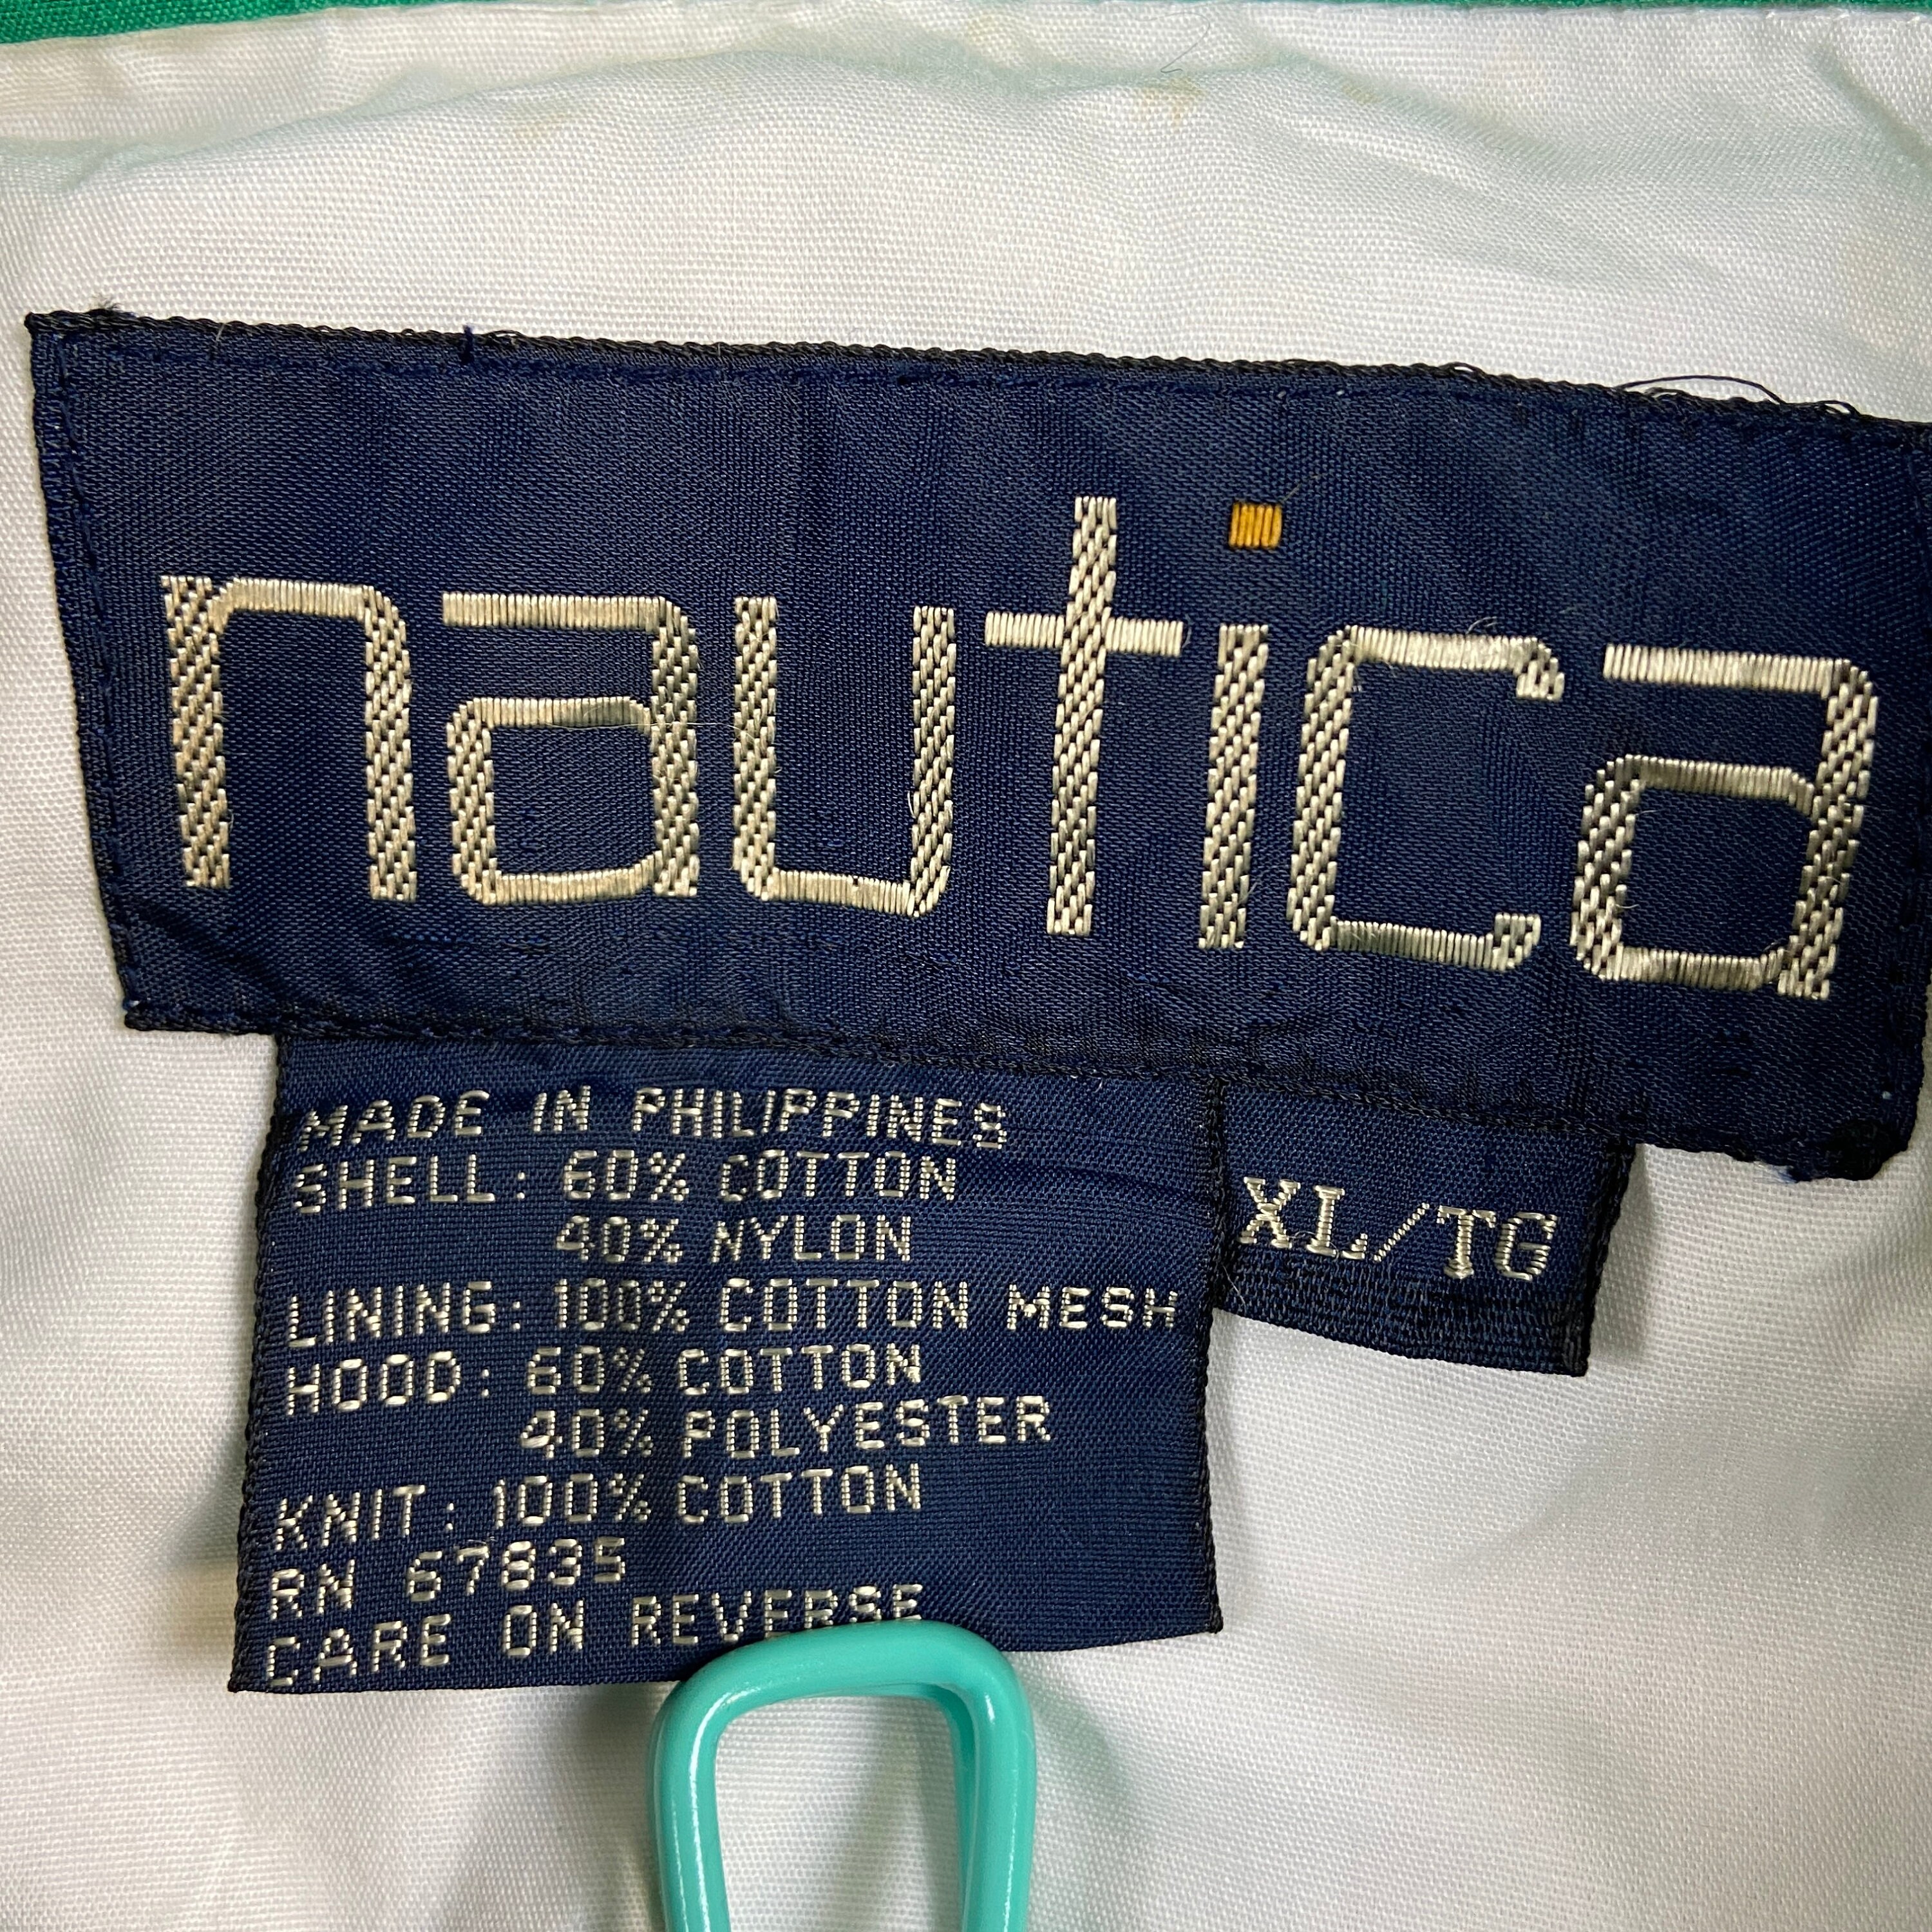 nautica
MADE IN PHILIPPINES
SHELL: 60% COTTON
40% NYLON
LINING: 100% COTTON MESH
HOOD: 60% COTTON
40% POLYESTER
KNIT: 100% COTTON
RN 67835
CARE ON REVERSE
XL/TG